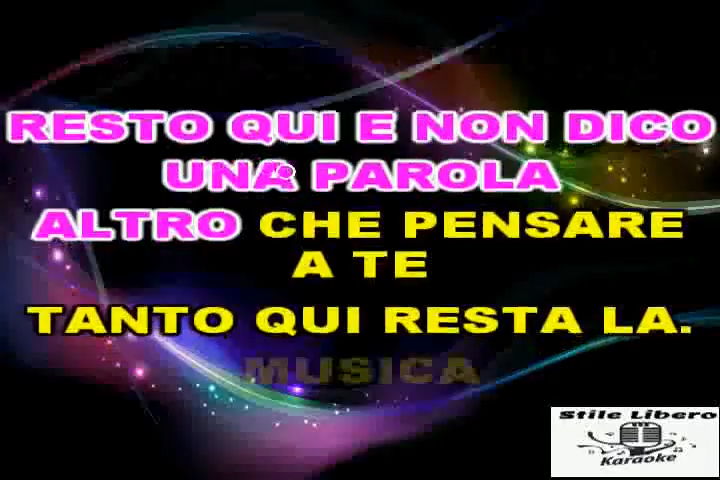 RESTO QUI E NON DICO
UNA PAROLA
ALTRO CHE PENSARE
A TE
TANTO QUI RESTA LA.
MUSICA
Stile Libero
Karaoke